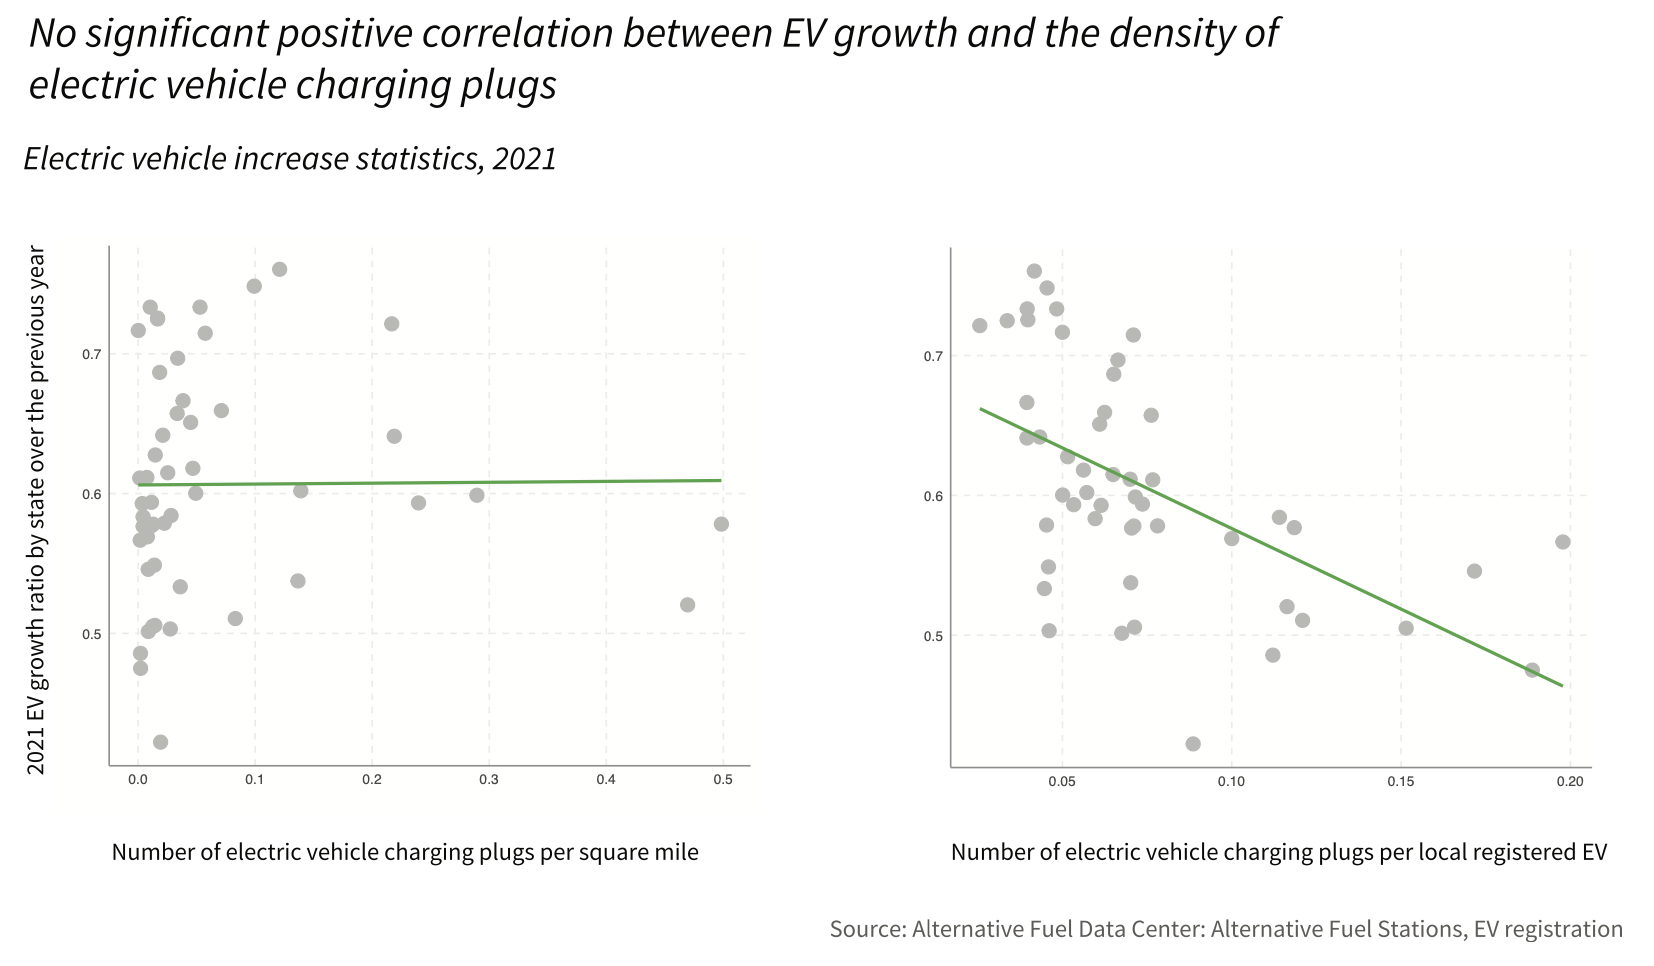 No significant positive correlation between EV growth and the density of
electric vehicle charging plugs
Electric vehicle increase statistics, 2021
2021 EV growth ratio by state over the previous year
0.7
0.6
0.5
0.0 0.1 0.2 0.3 0.4 0.5
Number of electric vehicle charging plugs per square mile
0.7
0.6
0.5
0.05 0.10 0.15 0.20
Number of electric vehicle charging plugs per local registered EV
Source: Alternative Fuel Data Center: Alternative Fuel Stations, EV registration